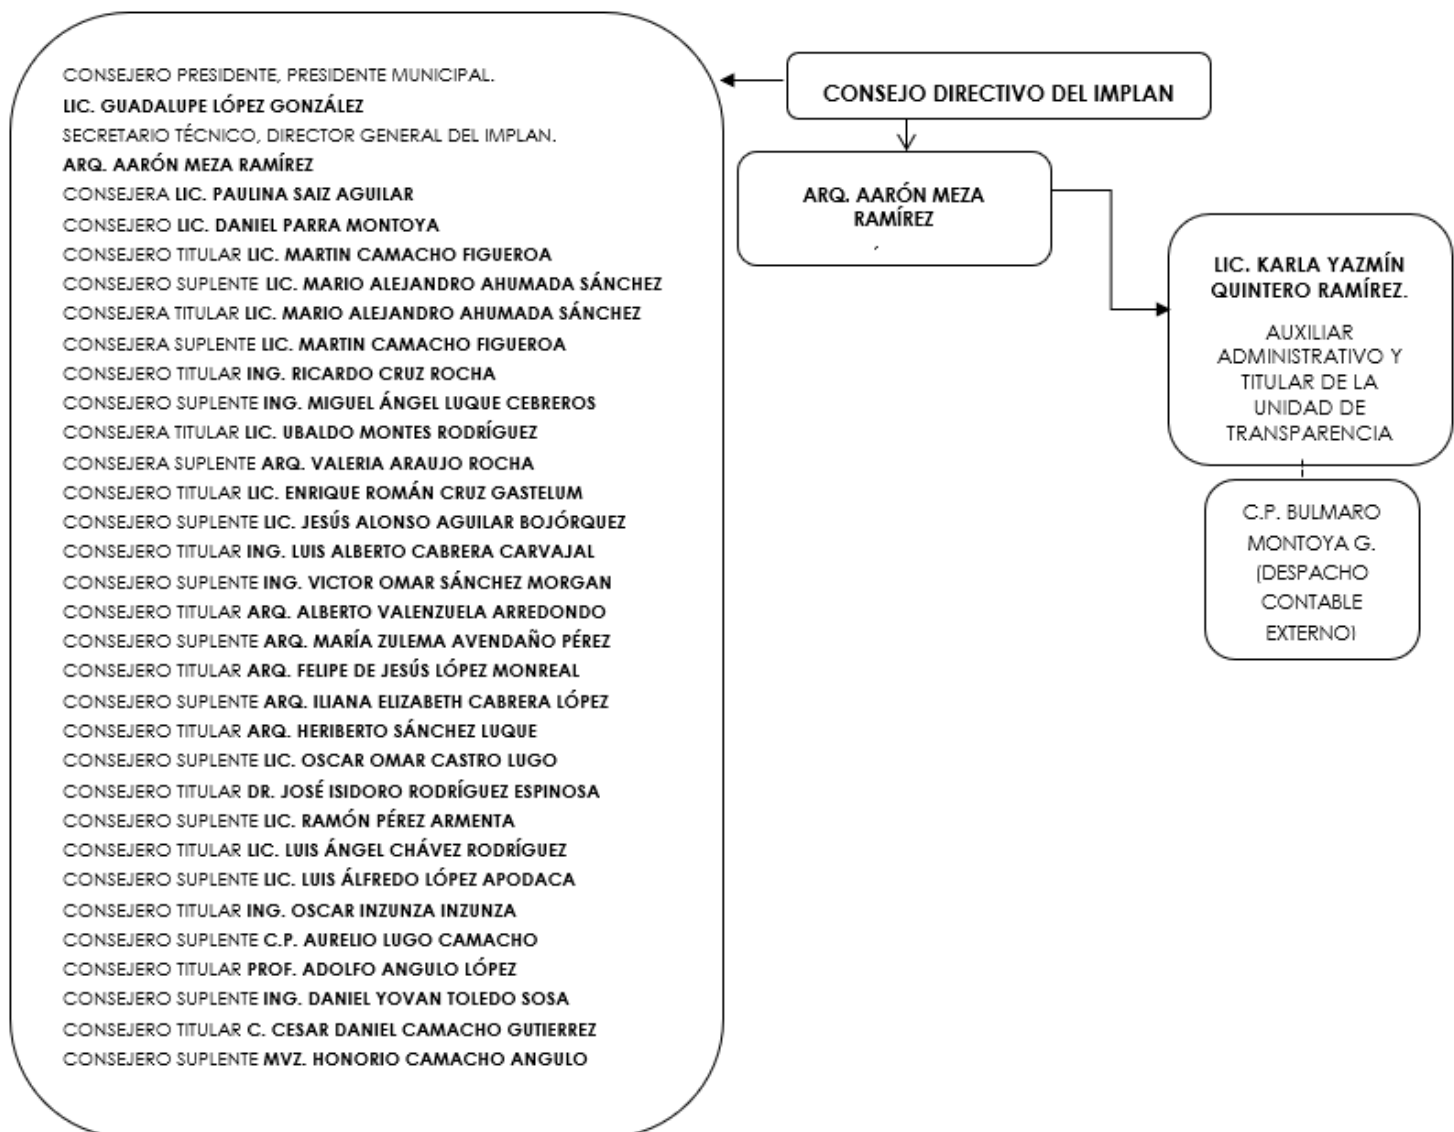 CONSEJERO PRESIDENTE, PRESIDENTE MUNICIPAL.
LIC. GUADALUPE LÓPEZ GONZÁLEZ
SECRETARIO TÉCNICO, DIRECTOR GENERAL DEL IMPLAN.
ARQ. AARÓN MEZA RAMÍREZ
CONSEJERA LIC. PAULINA SAIZ AGUILAR
CONSEJERO LIC. DANIEL PARRA MONTOYA
CONSEJERO TITULAR LIC. MARTIN CAMACHO FIGUEROA
CONSEJERO SUPLENTE LIC. MARIO ALEJANDRO AHUMADA SÁNCHEZ
CONSEJERA TITULAR LIC. MARIO ALEJANDRO AHUMADA SÁNCHEZ
CONSEJERA SUPLENTE LIC. MARTIN CAMACHO FIGUEROA
CONSEJERO TITULAR ING. RICARDO CRUZ ROCHA
CONSEJERO SUPLENTE ING. MIGUEL ÁNGEL LUQUE CEBREROS
CONSEJERA TITULAR LIC. UBALDO MONTES RODRÍGUEZ
CONSEJERA SUPLENTE ARQ. VALERIA ARAUJO ROCHA
CONSEJERO TITULAR LIC. ENRIQUE ROMÁN CRUZ GASTELUM
CONSEJERO SUPLENTE LIC. JESÚS ALONSO AGUILAR BOJÓRQUEZ
CONSEJERO TITULAR ING. LUIS ALBERTO CABRERA CARVAJAL
CONSEJERO SUPLENTE ING. VICTOR OMAR SÁNCHEZ MORGAN
CONSEJERO TITULAR ARQ. ALBERTO VALENZUELA ARREDONDO
CONSEJERO SUPLENTE ARQ. MARÍA ZULEMA AVENDAÑO PÉREZ
CONSEJERO TITULAR ARQ. FELIPE DE JESÚS LÓPEZ MONREAL
CONSEJERO SUPLENTE ARQ. ILIANA ELIZABETH CABRERA LÓPEZ
CONSEJERO TITULAR ARQ. HERIBERTO SÁNCHEZ LUQUE
CONSEJERO SUPLENTE LIC. OSCAR OMAR CASTRO LUGO
CONSEJERO TITULAR DR. JOSÉ ISIDORO RODRÍGUEZ ESPINOSA
CONSEJERO SUPLENTE LIC. RAMÓN PÉREZ ARMENTA
CONSEJERO TITULAR LIC. LUIS ÁNGEL CHÁVEZ RODRÍGUEZ
CONSEJERO SUPLENTE LIC. LUIS ÁLFREDO LÓPEZ APODACA
CONSEJERO TITULAR ING. OSCAR INZUNZA INZUNZA
CONSEJERO SUPLENTE C.P. AURELIO LUGO CAMACHO
CONSEJERO TITULAR PROF. ADOLFO ANGULO LÓPEZ
CONSEJERO SUPLENTE ING. DANIEL YOVAN TOLEDO SOSA
CONSEJERO TITULAR C. CESAR DANIEL CAMACHO GUTIERREZ
CONSEJERO SUPLENTE MVZ. HONORIO CAMACHO ANGULO
CONSEJO DIRECTIVO DEL IMPLAN
ARQ. AARÓN MEZA
RAMÍREZ
LIC. KARLA YAZMÍN
QUINTERO RAMÍREZ.
AUXILIAR
ADMINISTRATIVO Y
TITULAR DE LA
UNIDAD DE
TRANSPARENCIA
C.P. BULMARO
MONTOYA G.
(DESPACHO
CONTABLE
EXTERNO)